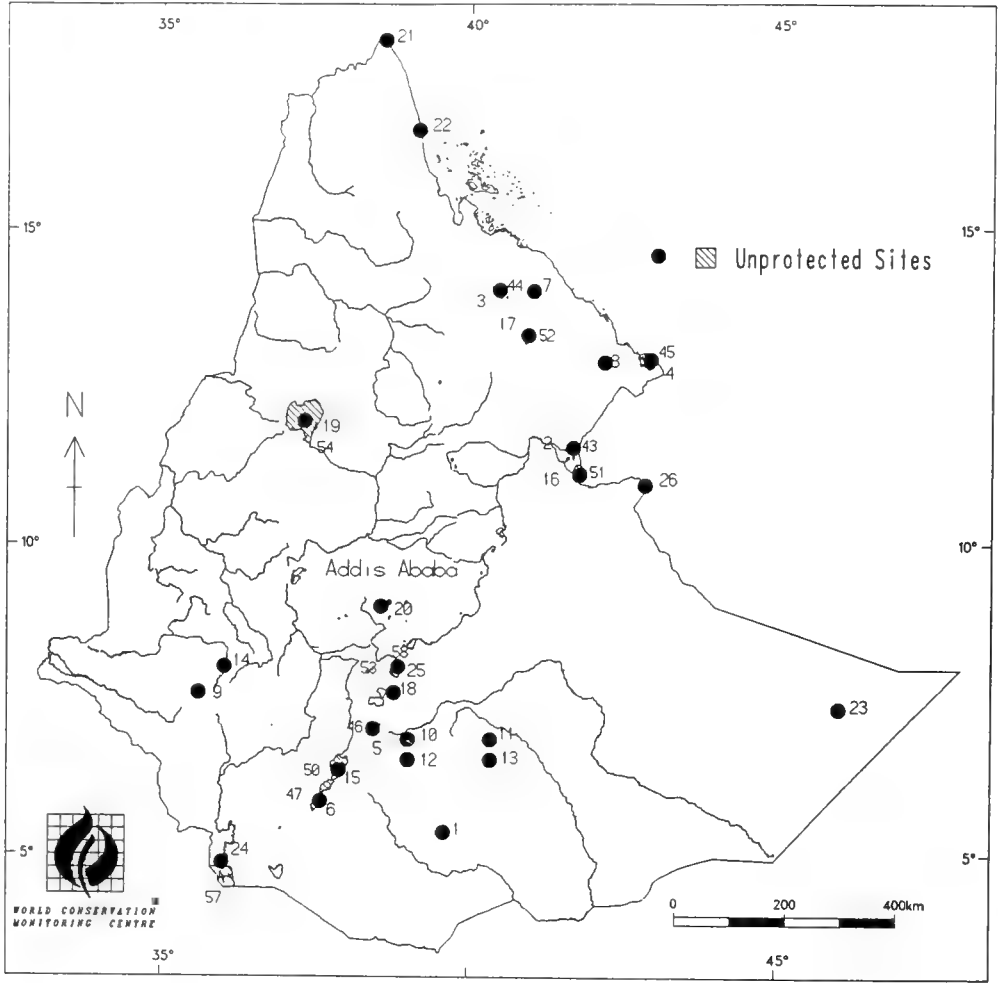 35° 40° 45°
21
22
15° 15°
Unprotected Sites
44 7
3
17 52
8 45
4
N
19
54
2 43
16 51 26
10° 10°
Addis Ababa
20
58
14 53 25
9 18
23
46 10 11
5
12 13
50 15
47 6
1
24
5° 5°
57
WORLD CONSERVATION
MONITORING CENTRE
0 200 400km
35° 40° 45°